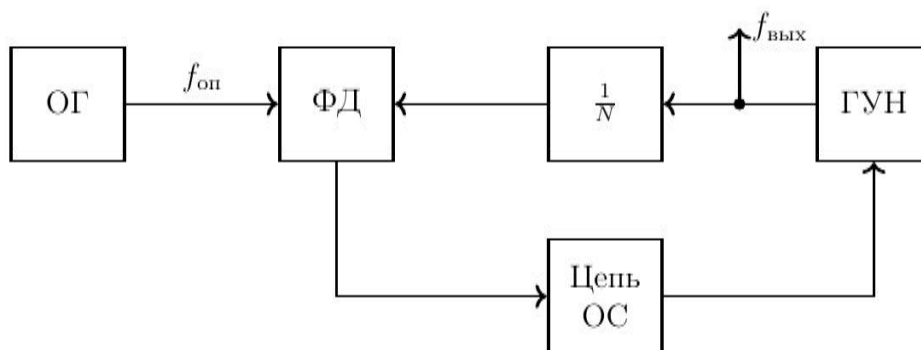 f_вых
ОГ
f_оп
ФД
1/N
ГУН
Цепь
ОС